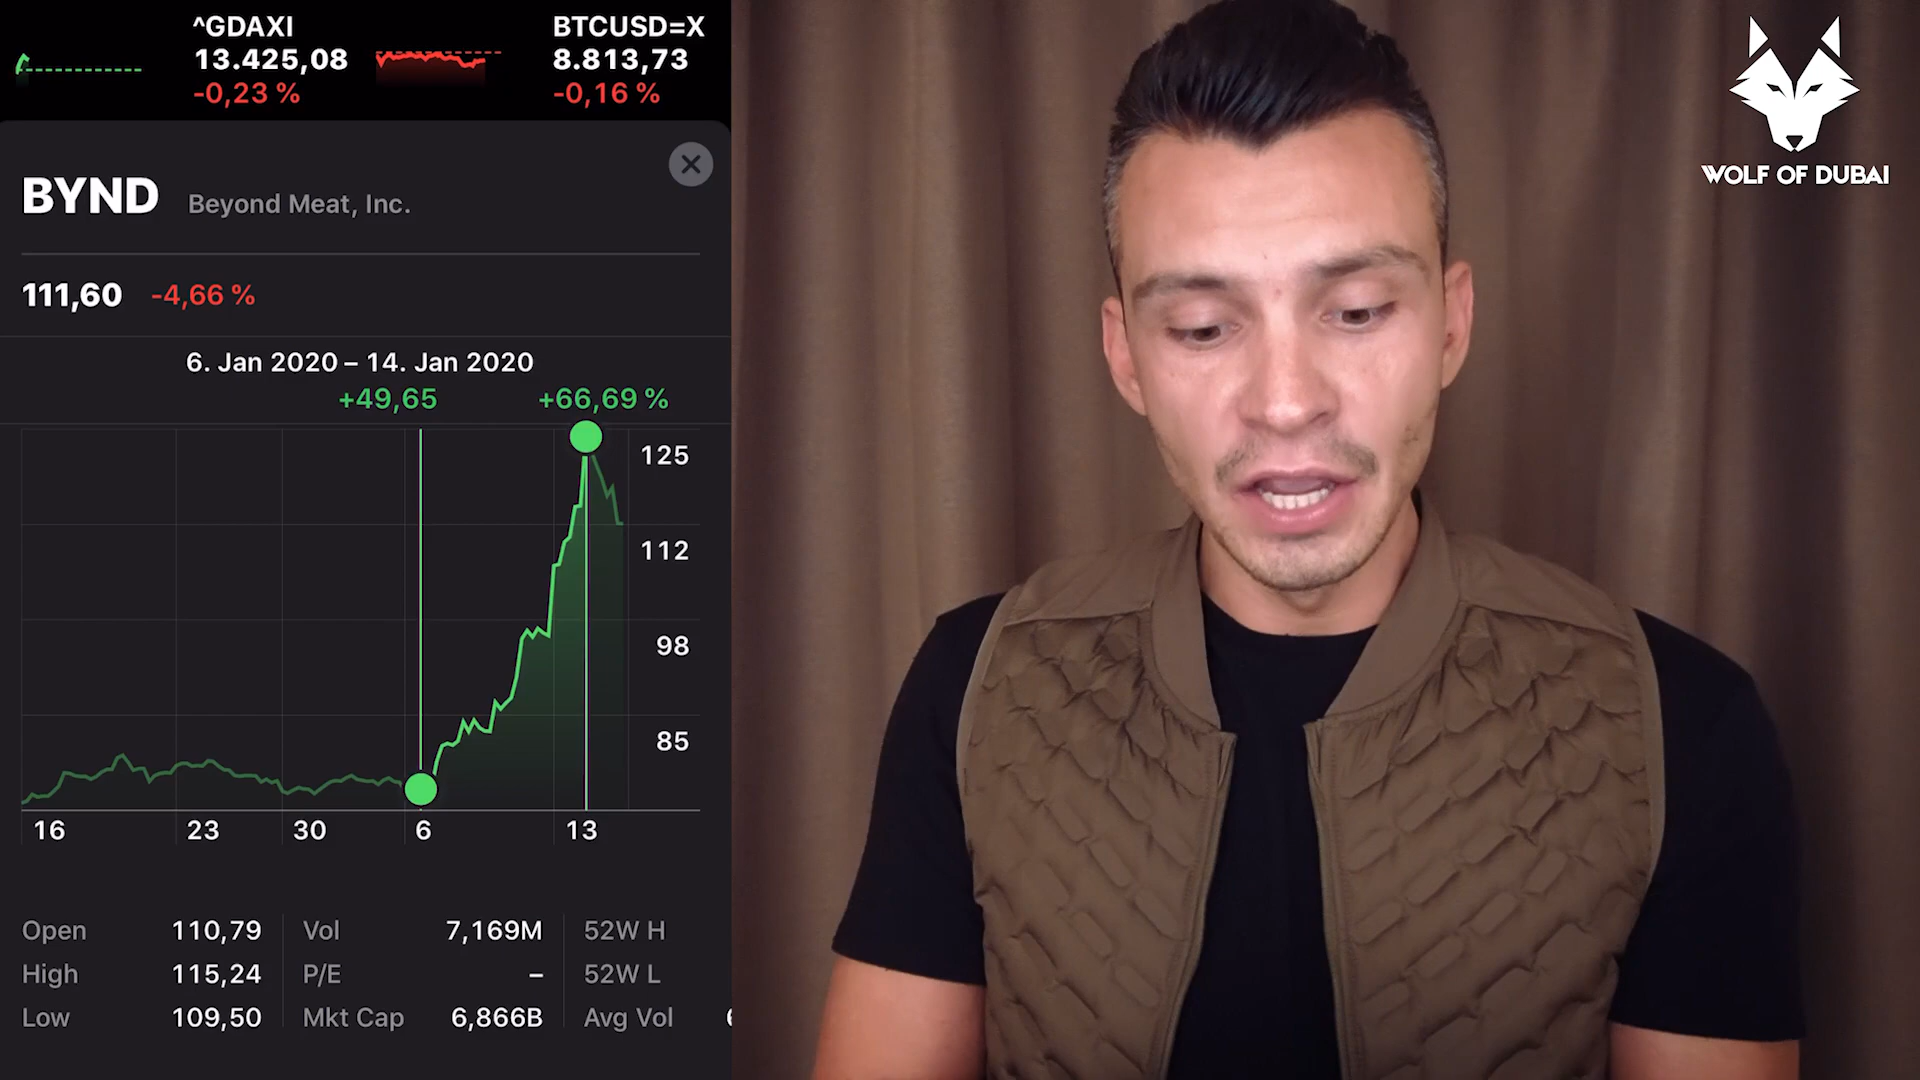 ^GDAXI
13.425,08
-0,23 %
BTCUSD=X
8.813,73
-0,16 %
BYND Beyond Meat, Inc.
111,60 -4,66 %
6. Jan 2020 – 14. Jan 2020
+49,65 +66,69 %
125
112
98
85
16 23 30 6 13
Open 110,79 Vol 7,169M 52W H
High 115,24 P/E – 52W L
Low 109,50 Mkt Cap 6,866B Avg Vol
WOLF OF DUBAI